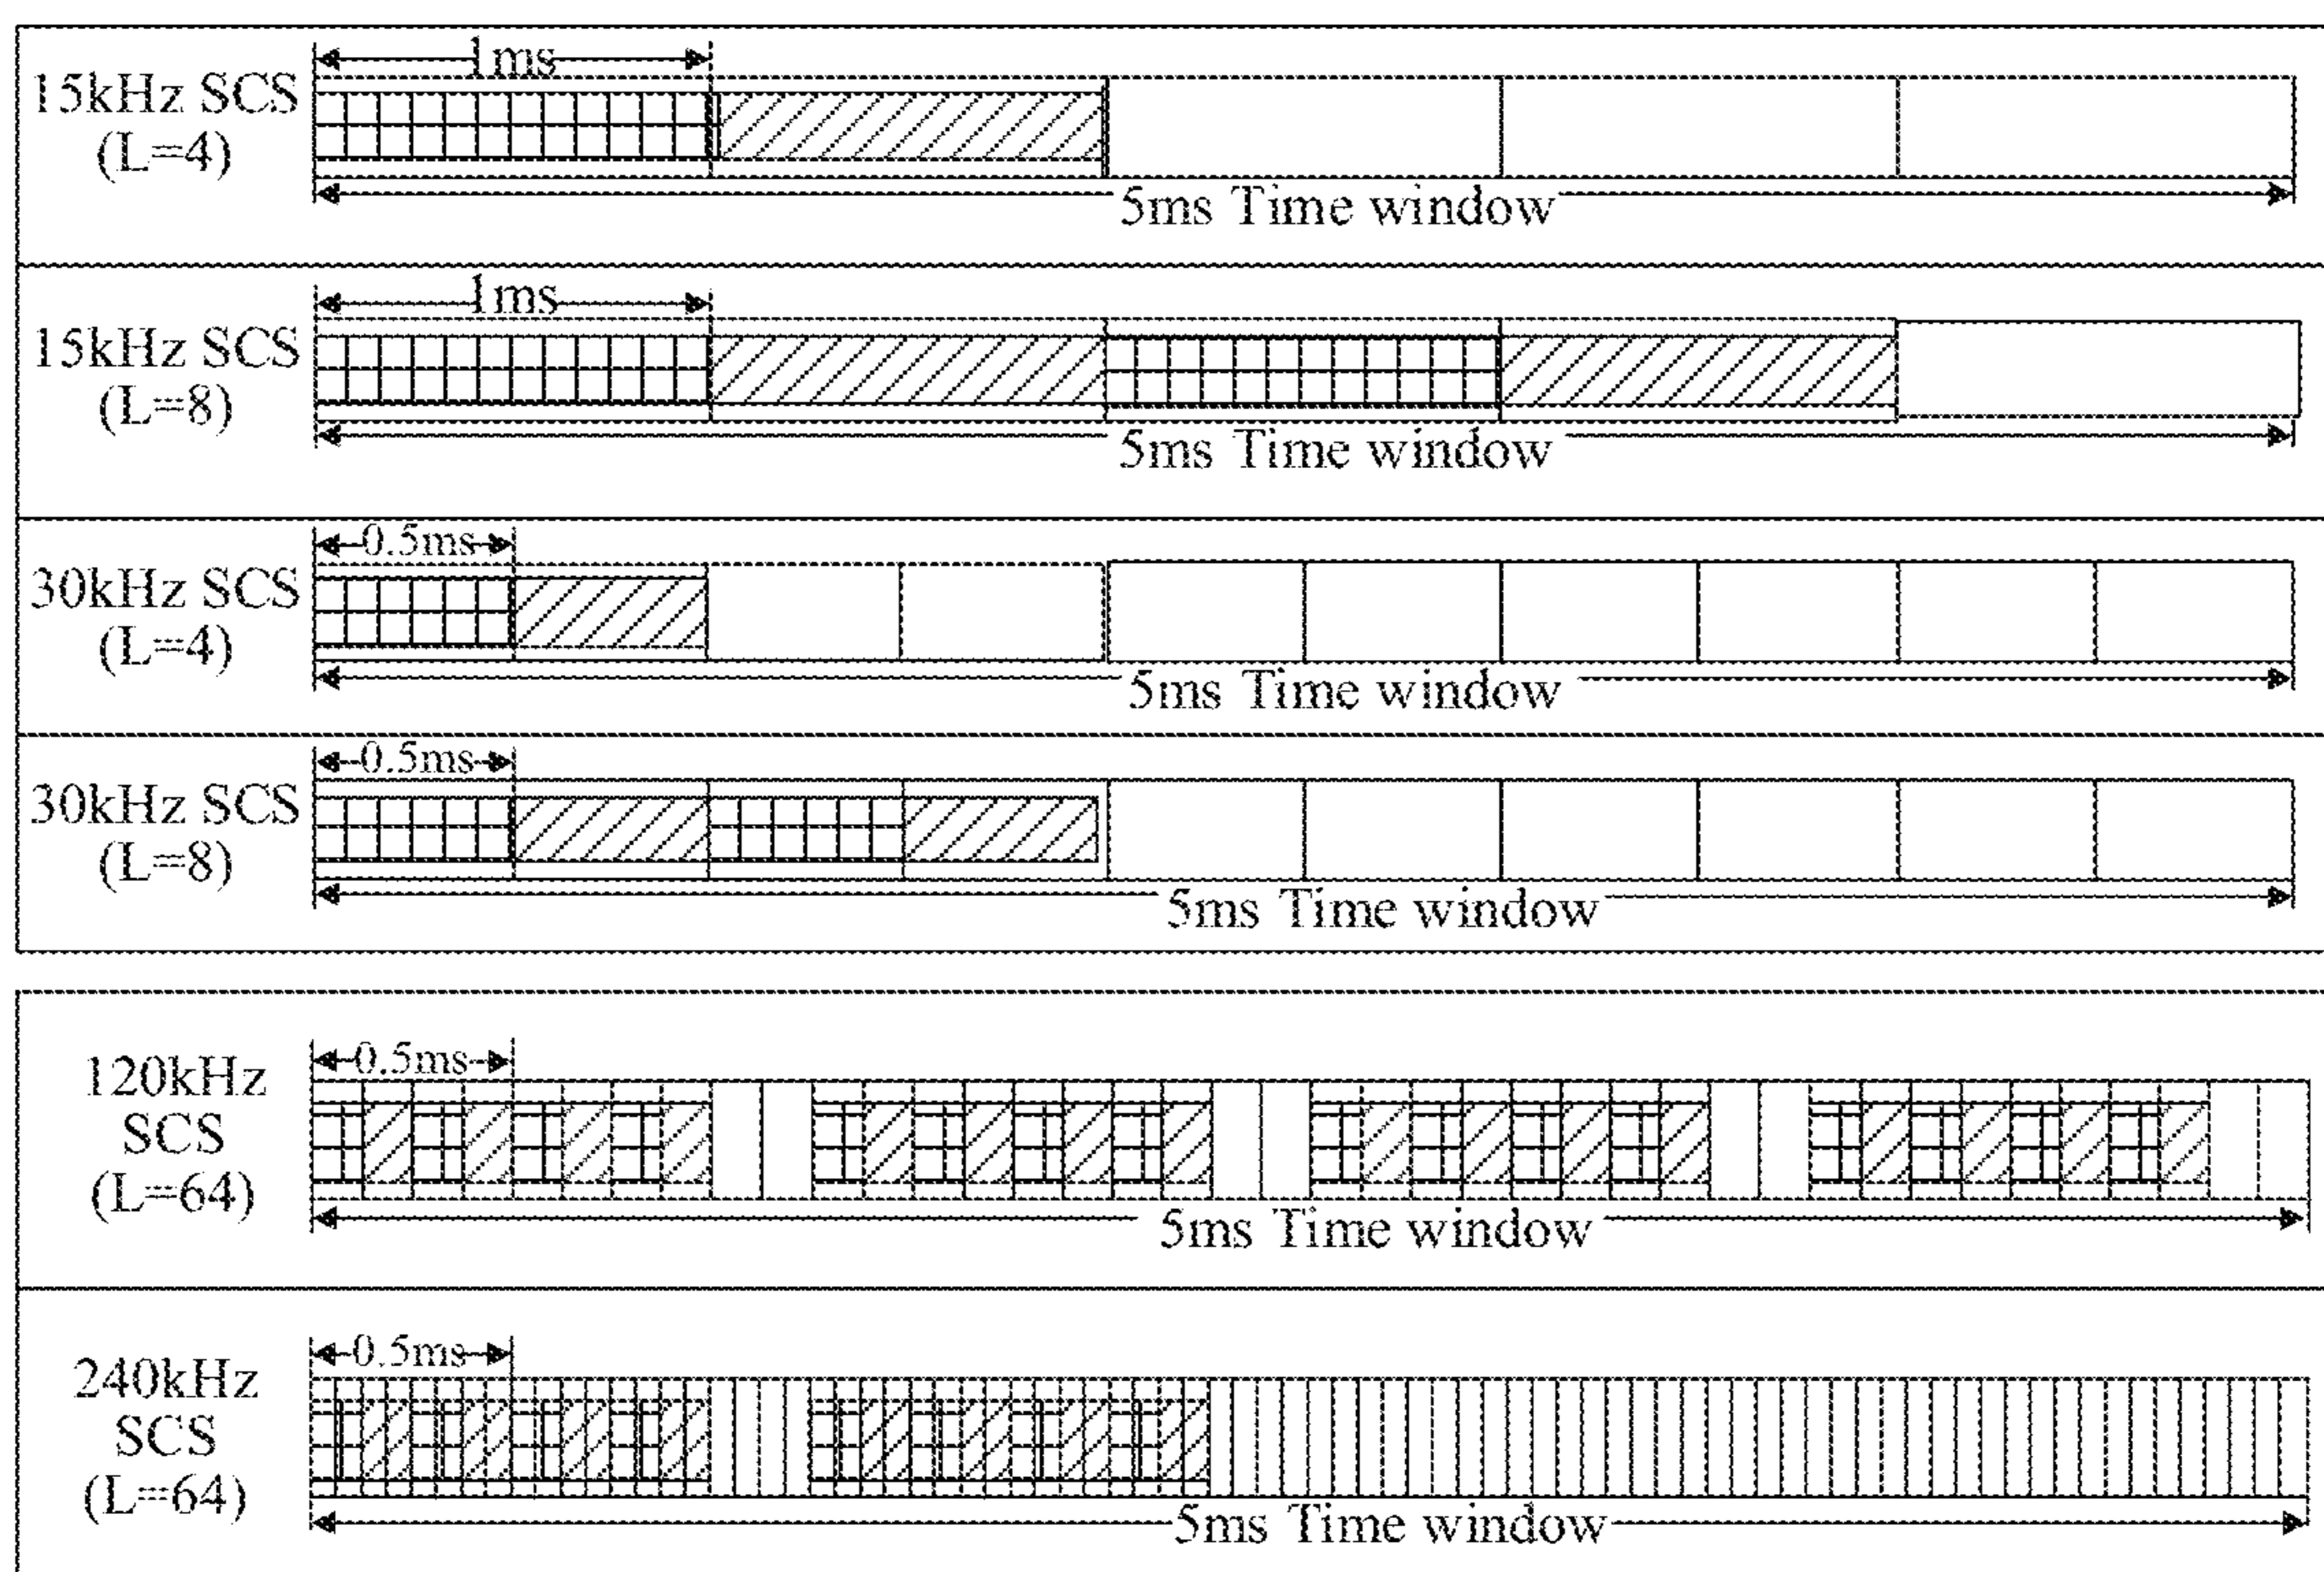 1ms
15kHz SCS
(L=4)
5ms Time window
1ms
15kHz SCS
(L=8)
5ms Time window
0.5ms
30kHz SCS
(L=4)
5ms Time window
0.5ms
30kHz SCS
(L=8)
5ms Time window
0.5ms
120kHz
SCS
(L=64)
5ms Time window
0.5ms
240kHz
SCS
(L=64)
5ms Time window